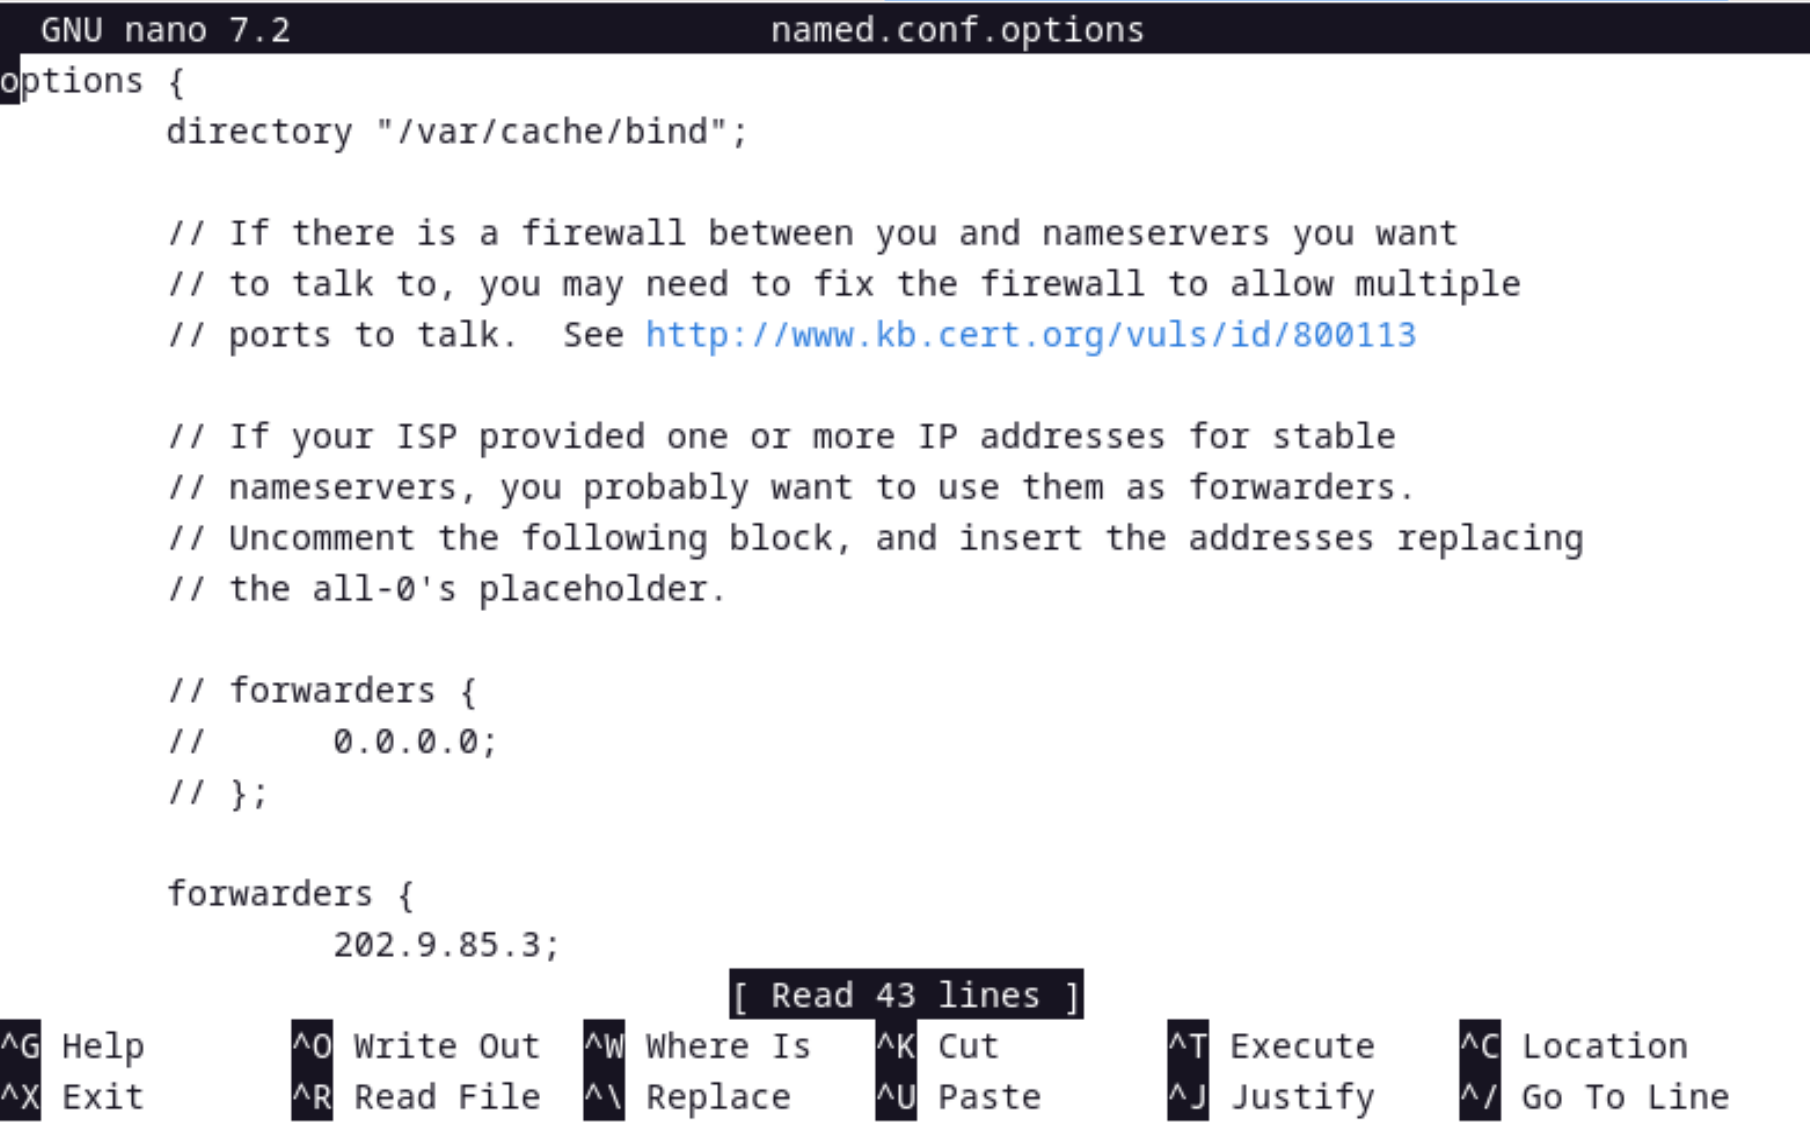 GNU nano 7.2 named.conf.options
options {
directory "/var/cache/bind";
// If there is a firewall between you and nameservers you want
// to talk to, you may need to fix the firewall to allow multiple
// ports to talk.  See http://www.kb.cert.org/vuls/id/800113
// If your ISP provided one or more IP addresses for stable
// nameservers, you probably want to use them as forwarders.
// Uncomment the following block, and insert the addresses replacing
// the all-0's placeholder.
// forwarders {
//      0.0.0.0;
// };
forwarders {
202.9.85.3;
[ Read 43 lines ]
^G Help ^O Write Out ^W Where Is ^K Cut ^T Execute ^C Location
^X Exit ^R Read File ^\ Replace ^U Paste ^J Justify ^/ Go To Line